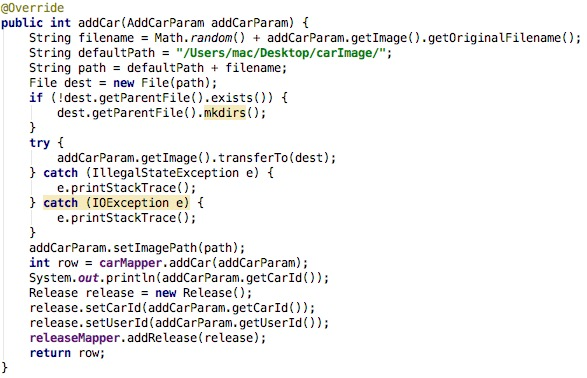 @Override
public int addCar(AddCarParam addCarParam) {
    String filename = Math.random() + addCarParam.getImage().getOriginalFilename();
    String defaultPath = "/Users/mac/Desktop/carImage/";
    String path = defaultPath + filename;
    File dest = new File(path);
    if (!dest.getParentFile().exists()) {
        dest.getParentFile().mkdirs();
    }
    try {
        addCarParam.getImage().transferTo(dest);
    } catch (IllegalStateException e) {
        e.printStackTrace();
    } catch (IOException e) {
        e.printStackTrace();
    }
    addCarParam.setImagePath(path);
    int row = carMapper.addCar(addCarParam);
    System.out.println(addCarParam.getCarId());
    Release release = new Release();
    release.setCarId(addCarParam.getCarId());
    release.setUserId(addCarParam.getUserId());
    releaseMapper.addRelease(release);
    return row;
}